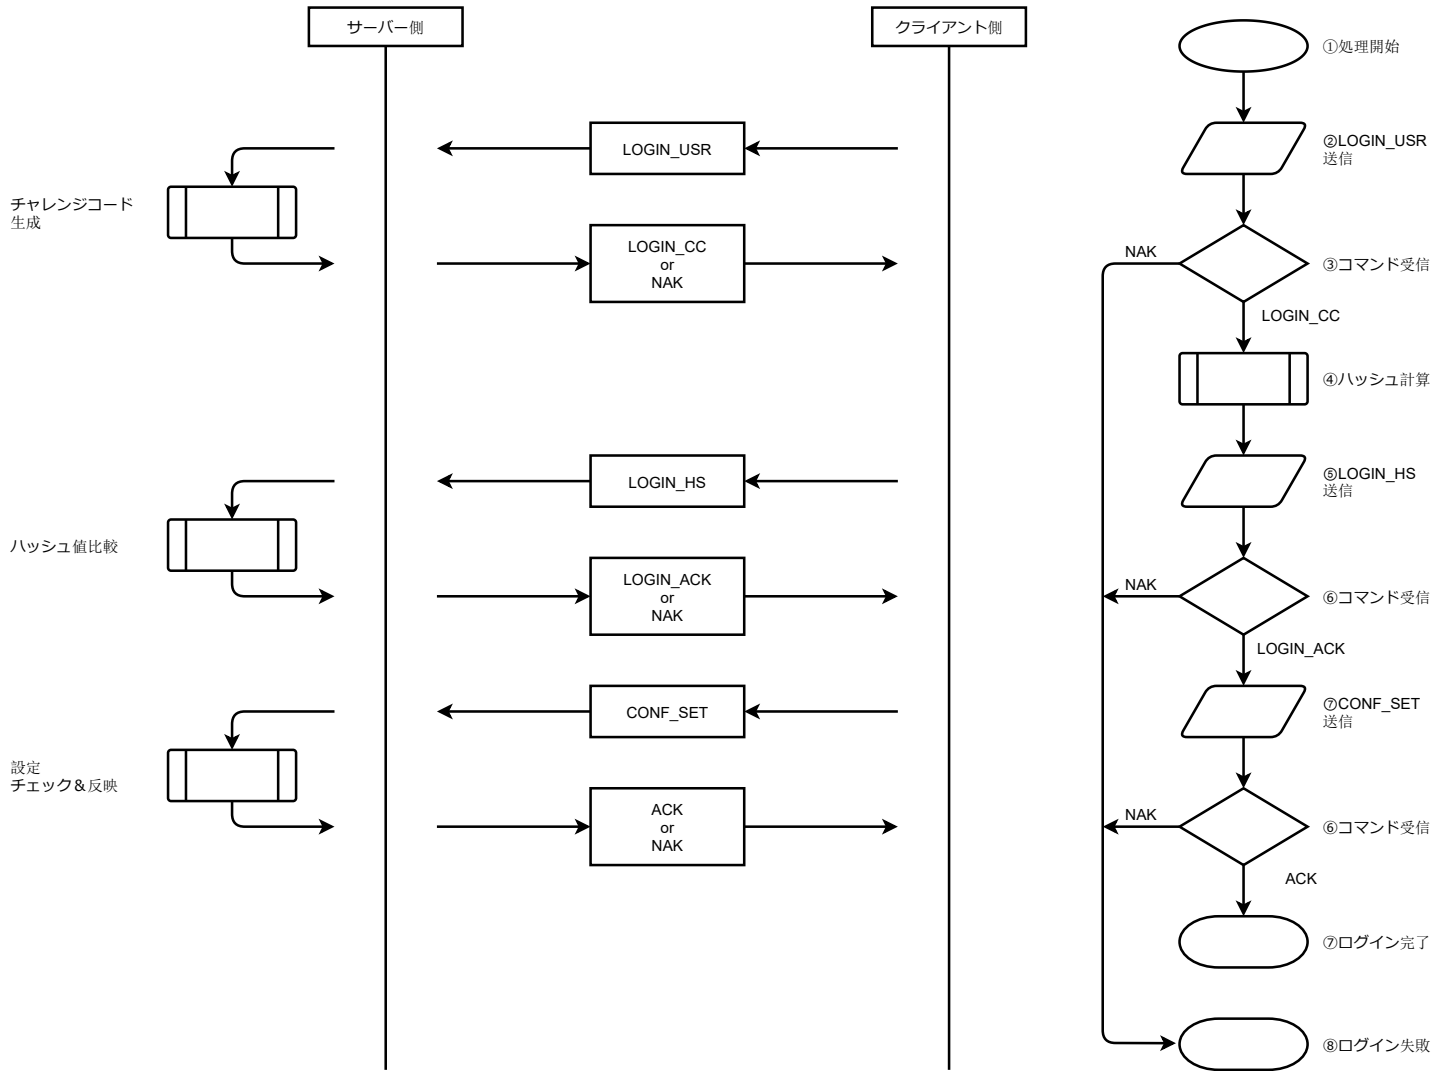 サーバー側
クライアント側
①処理開始
LOGIN_USR
②LOGIN_USR
送信
チャレンジコード
生成
LOGIN_CC
or
NAK
NAK
③コマンド受信
LOGIN_CC
④ハッシュ計算
LOGIN_HS
⑤LOGIN_HS
送信
ハッシュ値比較
LOGIN_ACK
or
NAK
NAK
⑥コマンド受信
LOGIN_ACK
CONF_SET
⑦CONF_SET
送信
設定
チェック＆反映
ACK
or
NAK
NAK
⑥コマンド受信
ACK
⑦ログイン完了
⑧ログイン失敗